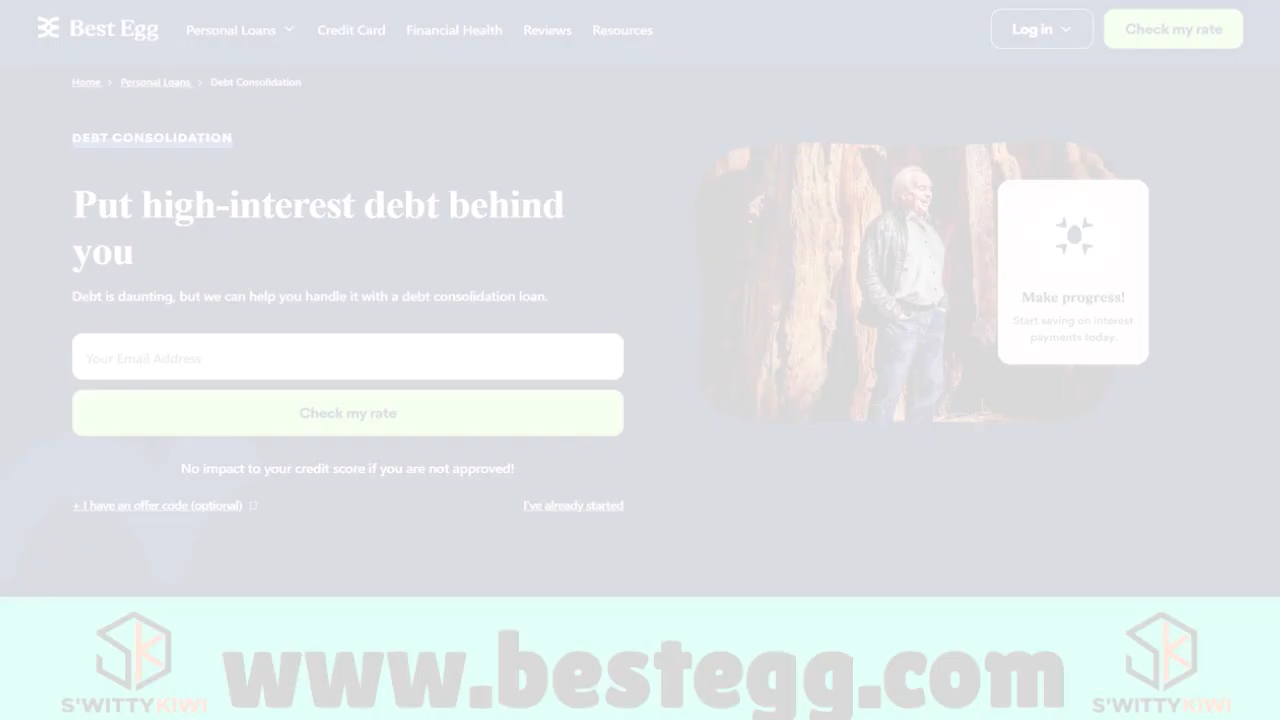 Best Egg
Personal Loans
Credit Card
Financial Health
Reviews
Resources
Log in
Check my rate
Home > Personal Loans > Debt Consolidation
DEBT CONSOLIDATION
Put high-interest debt behind
you
Debt is daunting, but we can help you handle it with a debt consolidation loan.
Your Email Address
Check my rate
No impact to your credit score if you are not approved!
+ I have an offer code (optional)
I've already started
Make progress!
Start saving on interest
payments today.
www.bestegg.com
S'WITTYKIWI
S'WITTYKIWI